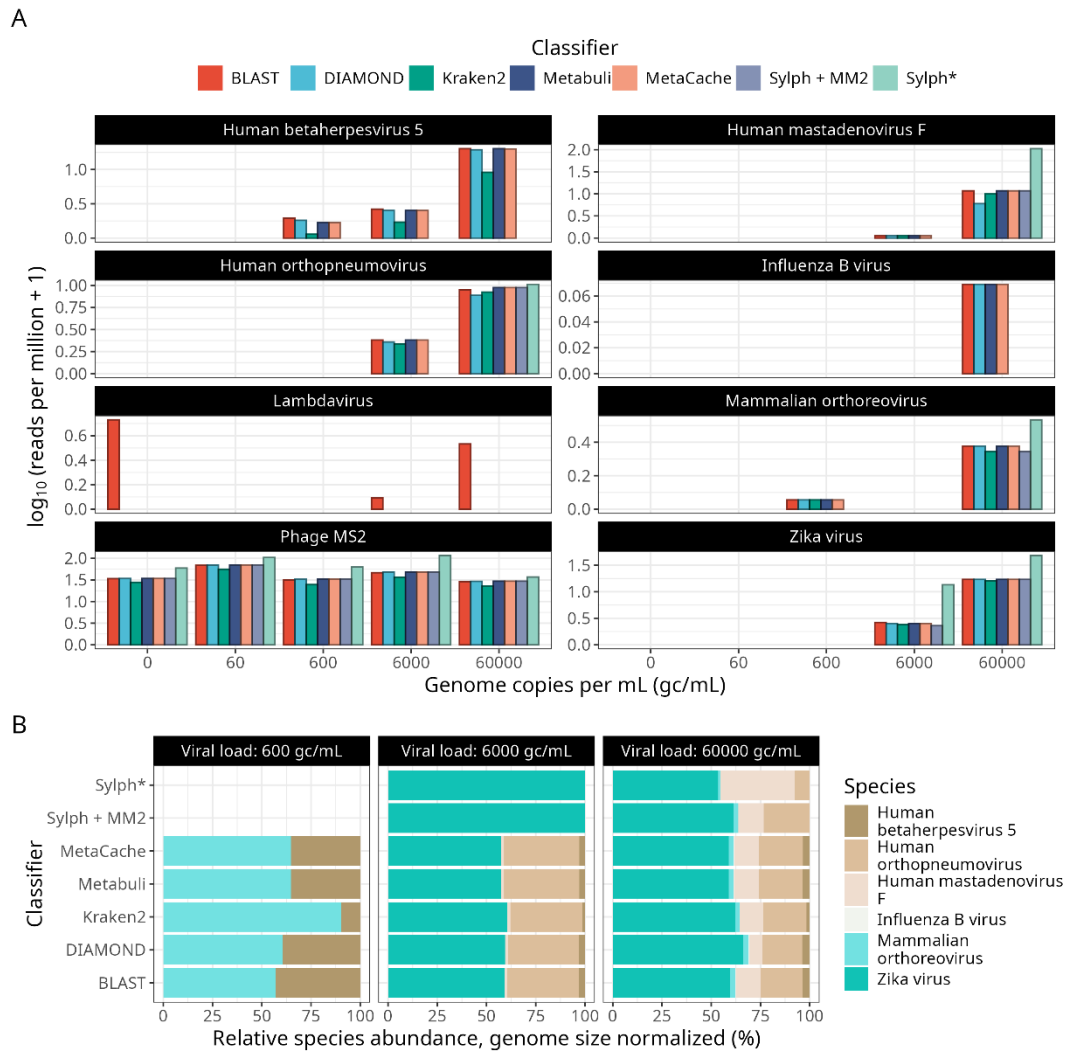 A
Classifier
BLAST DIAMOND Kraken2 Metabuli MetaCache Sylph + MM2 Sylph*
log10 (reads per million + 1)
Human betaherpesvirus 5
1.0
0.5
0.0
Human mastadenovirus F
2.0
1.5
1.0
0.5
0.0
Human orthopneumovirus
1.00
0.75
0.50
0.25
0.00
Influenza B virus
0.06
0.04
0.02
0.00
Lambdavirus
0.6
0.4
0.2
0.0
Mammalian orthoreovirus
0.4
0.2
0.0
Phage MS2
2.0
1.5
1.0
0.5
0.0
Zika virus
1.5
1.0
0.5
0.0
0 60 600 6000 60000
0 60 600 6000 60000
Genome copies per mL (gc/mL)
B
Viral load: 600 gc/mL
Viral load: 6000 gc/mL
Viral load: 60000 gc/mL
Classifier
Sylph*
Sylph + MM2
MetaCache
Metabuli
Kraken2
DIAMOND
BLAST
0 25 50 75 100
0 25 50 75 100
0 25 50 75 100
Relative species abundance, genome size normalized (%)
Species
Human
betaherpesvirus 5
Human
orthopneumovirus
Human mastadenovirus
F
Influenza B virus
Mammalian
orthoreovirus
Zika virus